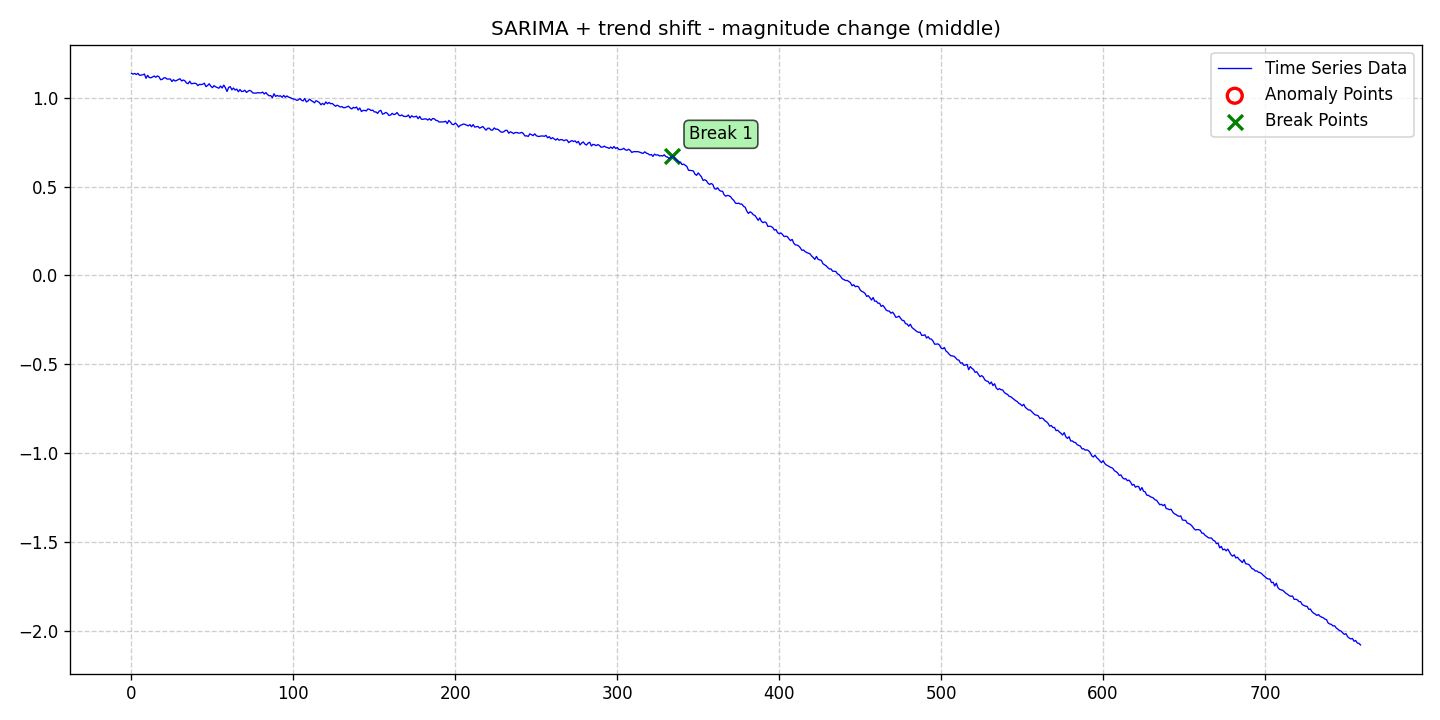 SARIMA + trend shift - magnitude change (middle)
Time Series Data
Anomaly Points
Break Points
Break 1
1.0
0.5
0.0
−0.5
−1.0
−1.5
−2.0
0 100 200 300 400 500 600 700